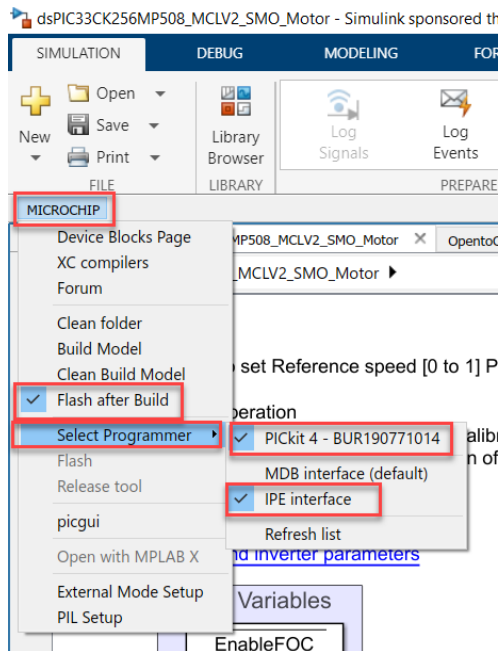 dsPIC33CK256MP508_MCLV2_SMO_Motor - Simulink sponsored th
SIMULATION DEBUG MODELING FOR
New
Open
Save
Print
FILE
Library
Browser
LIBRARY
Log
Signals
Log
Events
PREPARE
MICROCHIP
Device Blocks Page
XC compilers
Forum
Clean folder
Build Model
Clean Build Model
Flash after Build
Select Programmer
Flash
Release tool
picgui
Open with MPLAB X
External Mode Setup
PIL Setup
MP508_MCLV2_SMO_Motor OpentoC
_MCLV2_SMO_Motor
o set Reference speed [0 to 1] P
peration
PICkit 4 - BUR190771014
alibr
n of
MDB interface (default)
IPE interface
Refresh list
nd inverter parameters
Variables
EnableFOC